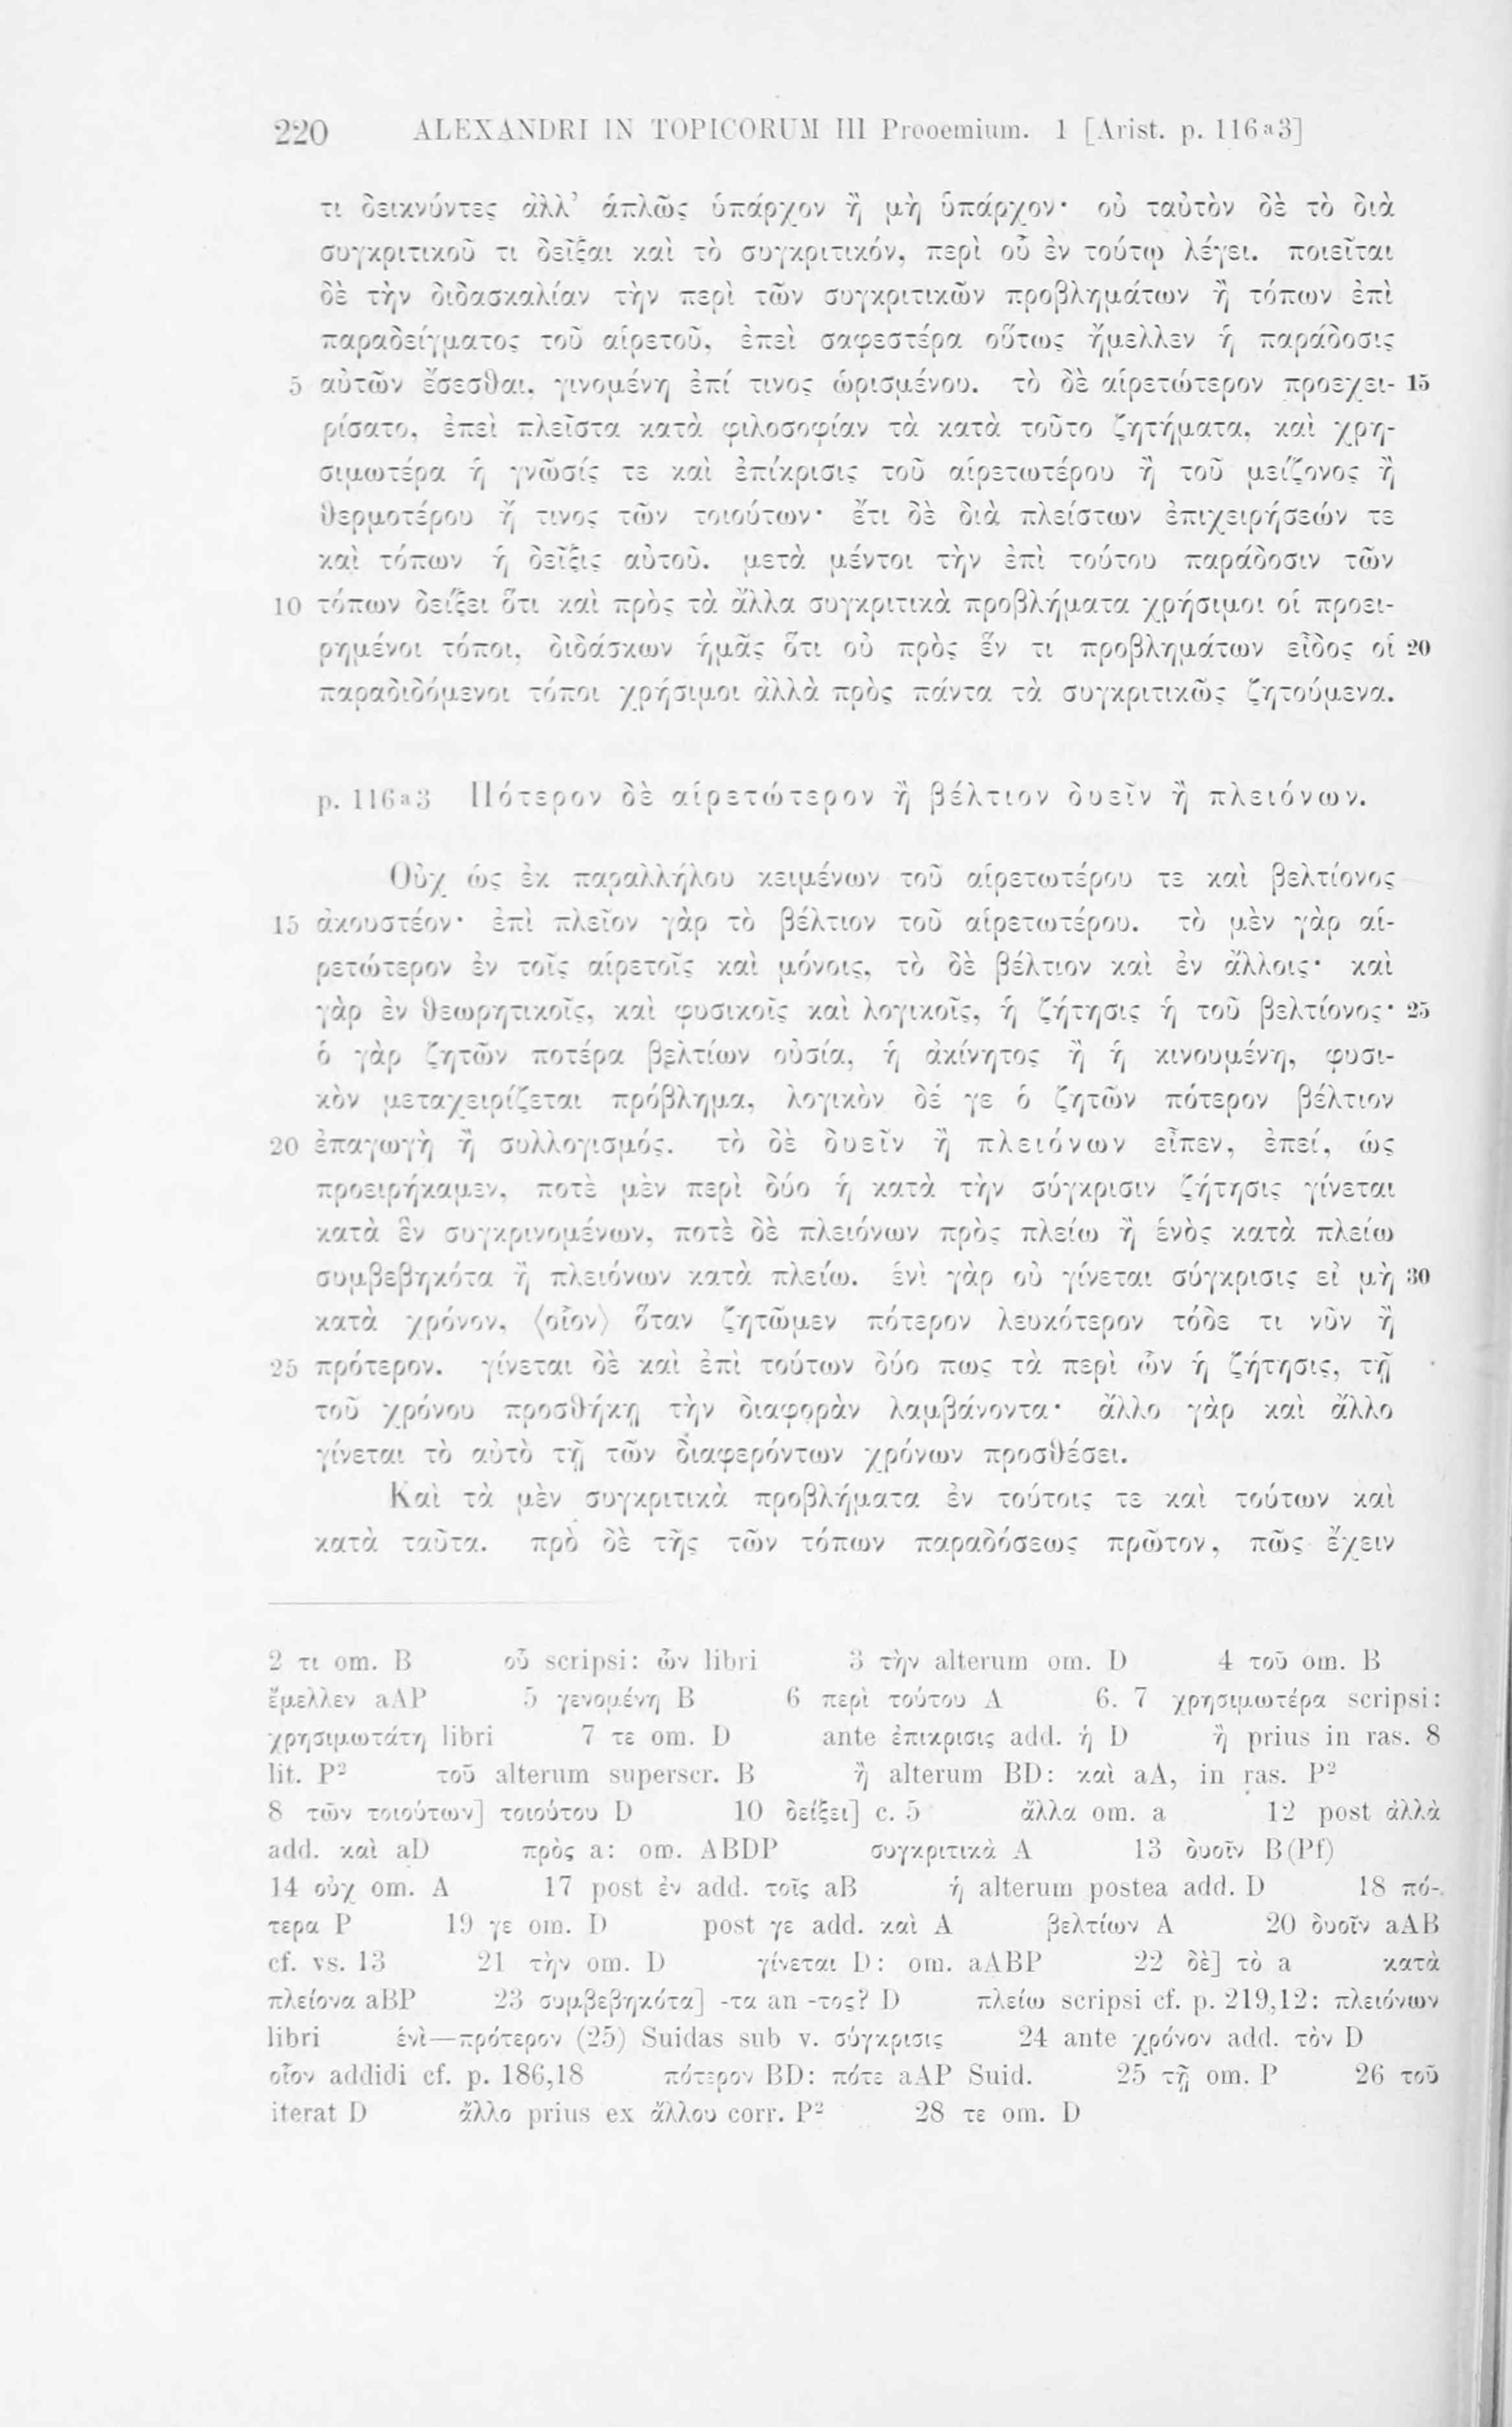 220 ALEXANDRI IN TOPICORUM III Prooemium. 1 [Arist. p. 116ᵃ3]
τι δεικνύντες ἀλλ’ ἁπλῶς ὑπάρχον ἢ μὴ ὑπάρχον· οὐ ταὐτὸν δὲ τὸ διὰ
συγκριτικοῦ τι δεῖξαι καὶ τὸ συγκριτικόν, περὶ οὗ ἐν τούτῳ λέγει. ποιεῖται
δὲ τὴν διδασκαλίαν τὴν περὶ τῶν συγκριτικῶν προβλημάτων ἢ τόπων ἐπὶ
παραδείγματος τοῦ αἱρετοῦ, ἐπεὶ σαφεστέρα οὕτως ἤμελλεν ἡ παράδοσις
5 αὐτῶν ἔσεσθαι, γινομένη ἐπί τινος ὡρισμένου. τὸ δὲ αἱρετώτερον προεχει- 15
ρίσατο, ἐπεὶ πλεῖστα κατὰ φιλοσοφίαν τὰ κατὰ τοῦτο ζητήματα, καὶ χρη-
σιμωτέρα ἡ γνῶσίς τε καὶ ἐπίκρισις τοῦ αἱρετωτέρου ἢ τοῦ μείζονος ἢ
θερμοτέρου ἤ τινος τῶν τοιούτων· ἔτι δὲ διὰ πλείστων ἐπιχειρήσεών τε
καὶ τόπων ἡ δεῖξις αὐτοῦ. μετὰ μέντοι τὴν ἐπὶ τούτου παράδοσιν τῶν
10 τόπων δείξει ὅτι καὶ πρὸς τὰ ἄλλα συγκριτικὰ προβλήματα χρήσιμοι οἱ προει-
ρημένοι τόποι, διδάσκων ἡμᾶς ὅτι οὐ πρὸς ἕν τι προβλημάτων εἶδος οἱ 20
παραδιδόμενοι τόποι χρήσιμοι ἀλλὰ πρὸς πάντα τὰ συγκριτικῶς ζητούμενα.
p. 116ᵃ3 Πότερον δὲ αἱρετώτερον ἢ βέλτιον δυεῖν ἢ πλειόνων.
Οὐχ ὡς ἐκ παραλλήλου κειμένων τοῦ αἱρετωτέρου τε καὶ βελτίονος
15 ἀκουστέον· ἐπὶ πλεῖον γὰρ τὸ βέλτιον τοῦ αἱρετωτέρου. τὸ μὲν γὰρ αἱ-
ρετώτερον ἐν τοῖς αἱρετοῖς καὶ μόνοις, τὸ δὲ βέλτιον καὶ ἐν ἄλλοις· καὶ
γὰρ ἐν θεωρητικοῖς, καὶ φυσικοῖς καὶ λογικοῖς, ἡ ζήτησις ἡ τοῦ βελτίονος· 25
ὁ γὰρ ζητῶν ποτέρα βελτίων οὐσία, ἡ ἀκίνητος ἢ ἡ κινουμένη, φυσι-
κὸν μεταχειρίζεται πρόβλημα, λογικὸν δέ γε ὁ ζητῶν πότερον βέλτιον
20 ἐπαγωγὴ ἢ συλλογισμός. τὸ δὲ δυεῖν ἢ πλειόνων εἶπεν, ἐπεί, ὡς
προειρήκαμεν, ποτὲ μὲν περὶ δύο ἡ κατὰ τὴν σύγκρισιν ζήτησις γίνεται
κατὰ ἓν συγκρινομένων, ποτὲ δὲ πλειόνων πρὸς πλείω ἢ ἑνὸς κατὰ πλείω
συμβεβηκότα ἢ πλειόνων κατὰ πλείω. ἑνὶ γὰρ οὐ γίνεται σύγκρισις εἰ μὴ 30
κατὰ χρόνον, ⟨οἷον⟩ ὅταν ζητῶμεν πότερον λευκότερον τόδε τι νῦν ἢ
25 πρότερον. γίνεται δὲ καὶ ἐπὶ τούτων δύο πως τὰ περὶ ὧν ἡ ζήτησις, τῇ
τοῦ χρόνου προσθήκῃ τὴν διαφορὰν λαμβάνοντα· ἄλλο γὰρ καὶ ἄλλο
γίνεται τὸ αὐτὸ τῇ τῶν διαφερόντων χρόνων προσθέσει.
Καὶ τὰ μὲν συγκριτικὰ προβλήματα ἐν τούτοις τε καὶ τούτων καὶ
κατὰ ταῦτα. πρὸ δὲ τῆς τῶν τόπων παραδόσεως πρῶτον, πῶς ἔχειν
2 τι om. B οὗ scripsi: ὧν libri 3 τὴν alterum om. D 4 τοῦ om. B
ἔμελλεν aAP 5 γενομένη B 6 περὶ τούτου A 6. 7 χρησιμωτέρα scripsi:
χρησιμωτάτη libri 7 τε om. D ante ἐπίκρισις add. ἡ D ἢ prius in ras. 8
lit. P² τοῦ alterum superscr. B ἢ alterum BD: καὶ aA, in ras. P²
8 τῶν τοιούτων] τοιούτου D 10 δείξει] c. 5 ἄλλα om. a 12 post ἀλλὰ
add. καὶ aD πρὸς a: om. ABDP συγκριτικὰ A 13 δυοῖν B(Pf)
14 οὐχ om. A 17 post ἐν add. τοῖς aB ἡ alterum postea add. D 18 πό-
τερα P 19 γε om. D post γε add. καὶ A βελτίων A 20 δυοῖν aAB
cf. vs. 13 21 τὴν om. D γίνεται D: om. aABP 22 δὲ] τὸ a κατὰ
πλείονα aBP 23 συμβεβηκότα] -τα an -τος? D πλείω scripsi cf. p. 219,12: πλειόνων
libri ἑνὶ—πρότερον (25) Suidas sub v. σύγκρισις 24 ante χρόνον add. τὸν D
οἷον addidi cf. p. 186,18 πότερον BD: πότε aAP Suid. 25 τῇ om. P 26 τοῦ
iterat D ἄλλο prius ex ἄλλου corr. P² 28 τε om. D